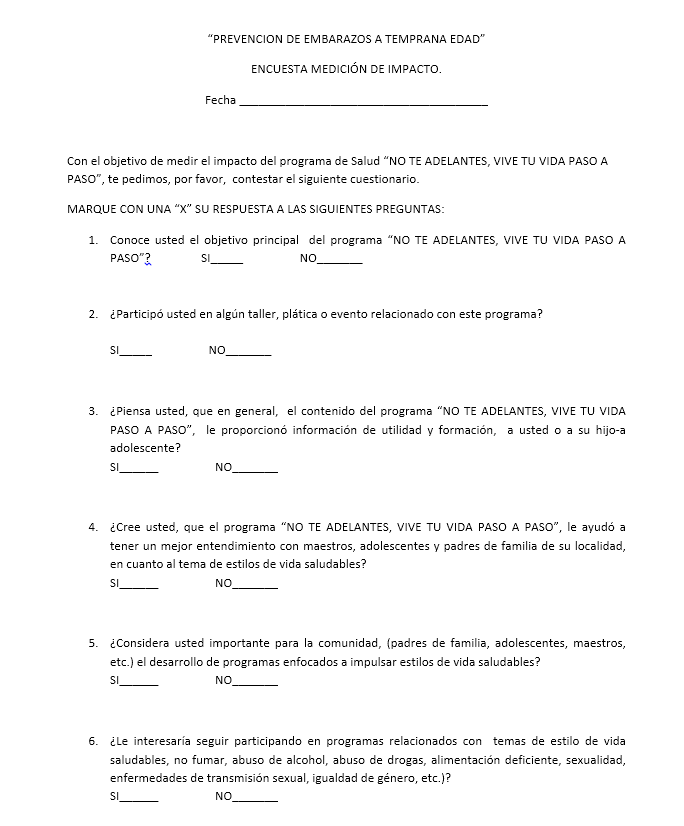 “PREVENCION DE EMBARAZOS A TEMPRANA EDAD”
ENCUESTA MEDICIÓN DE IMPACTO.
Fecha ______________________________________
Con el objetivo de medir el impacto del programa de Salud “NO TE ADELANTES, VIVE TU VIDA PASO A
PASO”, te pedimos, por favor, contestar el siguiente cuestionario.
MARQUE CON UNA “X” SU RESPUESTA A LAS SIGUIENTES PREGUNTAS:
1. Conoce usted el objetivo principal del programa “NO TE ADELANTES, VIVE TU VIDA PASO A
PASO”? SI_____ NO_______
2. ¿Participó usted en algún taller, plática o evento relacionado con este programa?
SI_____ NO_______
3. ¿Piensa usted, que en general, el contenido del programa “NO TE ADELANTES, VIVE TU VIDA
PASO A PASO”, le proporcionó información de utilidad y formación, a usted o a su hijo-a
adolescente?
SI______ NO_______
4. ¿Cree usted, que el programa “NO TE ADELANTES, VIVE TU VIDA PASO A PASO”, le ayudó a
tener un mejor entendimiento con maestros, adolescentes y padres de familia de su localidad,
en cuanto al tema de estilos de vida saludables?
SI______ NO_______
5. ¿Considera usted importante para la comunidad, (padres de familia, adolescentes, maestros,
etc.) el desarrollo de programas enfocados a impulsar estilos de vida saludables?
SI______ NO_______
6. ¿Le interesaría seguir participando en programas relacionados con temas de estilo de vida
saludables, no fumar, abuso de alcohol, abuso de drogas, alimentación deficiente, sexualidad,
enfermedades de transmisión sexual, igualdad de género, etc.)?
SI______ NO_______